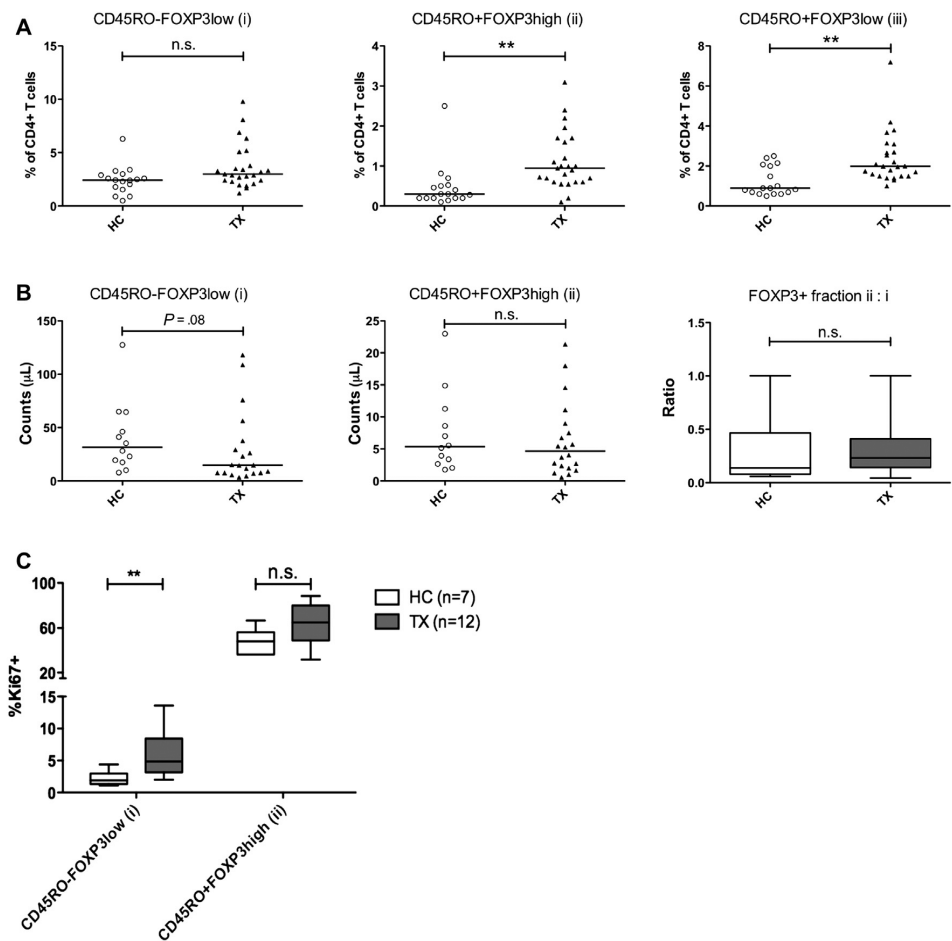 A
CD45RO-FOXP3low (i)
n.s.
% of CD4+ T cells
15
10
5
0
HC
TX
CD45RO+FOXP3high (ii)
**
% of CD4+ T cells
4
3
2
1
0
HC
TX
CD45RO+FOXP3low (iii)
**
% of CD4+ T cells
8
6
4
2
0
HC
TX
B
CD45RO-FOXP3low (i)
P = .08
Counts (μL)
150
100
50
0
HC
TX
CD45RO+FOXP3high (ii)
n.s.
Counts (μL)
25
20
15
10
5
0
HC
TX
FOXP3+ fraction ii : i
n.s.
Ratio
1.5
1.0
0.5
0.0
HC
TX
C
**
n.s.
%Ki67+
100
60
20
15
10
5
0
CD45RO-FOXP3low (i)
CD45RO+FOXP3high (ii)
HC (n=7)
TX (n=12)